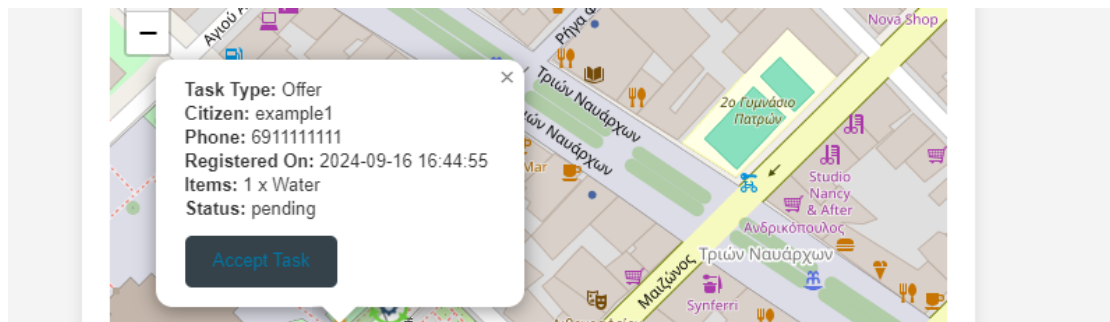 Nova Shop
Αγιού
Ρήγα
−
×
Task Type: Offer
Citizen: example1
Phone: 6911111111
Registered On: 2024-09-16 16:44:55
Items: 1 x Water
Status: pending
Accept Task
Τριών Ναυάρχων
Ναυάρχων
Mar
2ο Γυμνάσιο
Πατρών
Studio
Nancy
& After
Ανδρικόπουλος
Τριών Ναυάρχων
Μαιζώνος
Synferri